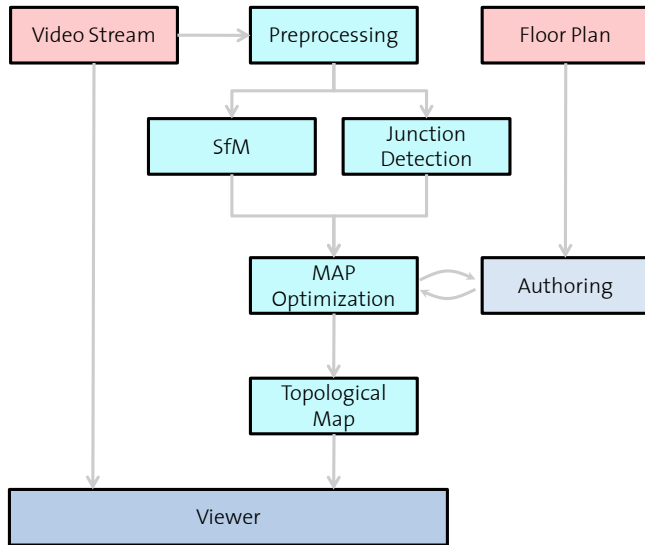 Video Stream
Preprocessing
Floor Plan
SfM
Junction
Detection
MAP
Optimization
Authoring
Topological
Map
Viewer